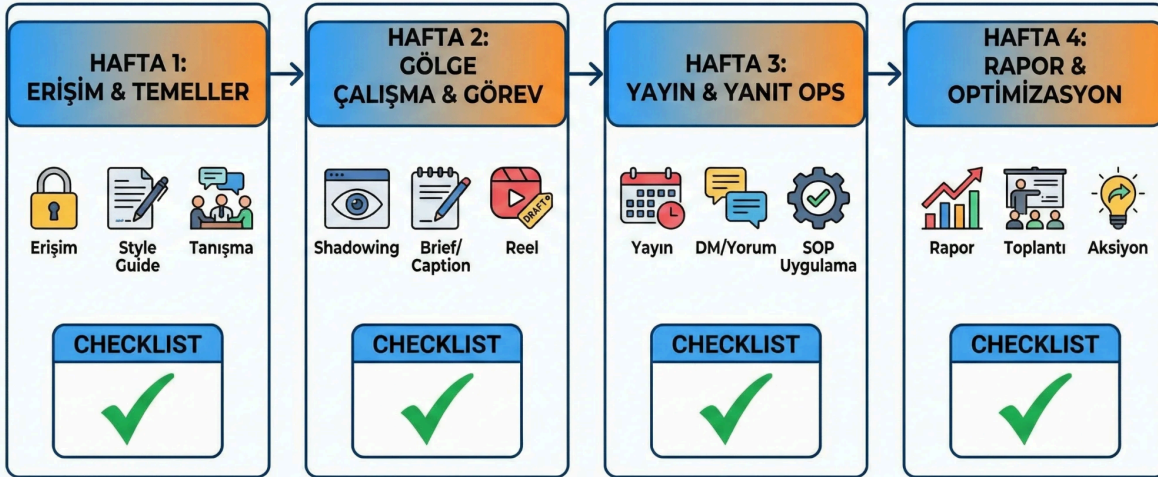 HAFTA 1:
ERİŞİM & TEMELLER
Erişim
Style
Guide
Tanışma
CHECKLIST
HAFTA 2:
GÖLGE
ÇALIŞMA & GÖREV
Shadowing
Brief/
Caption
DRAFT
Reel
CHECKLIST
HAFTA 3:
YAYIN & YANIT OPS
Yayın
DM/Yorum
SOP
Uygulama
CHECKLIST
HAFTA 4:
RAPOR &
OPTİMİZASYON
Rapor
Toplantı
Aksiyon
CHECKLIST